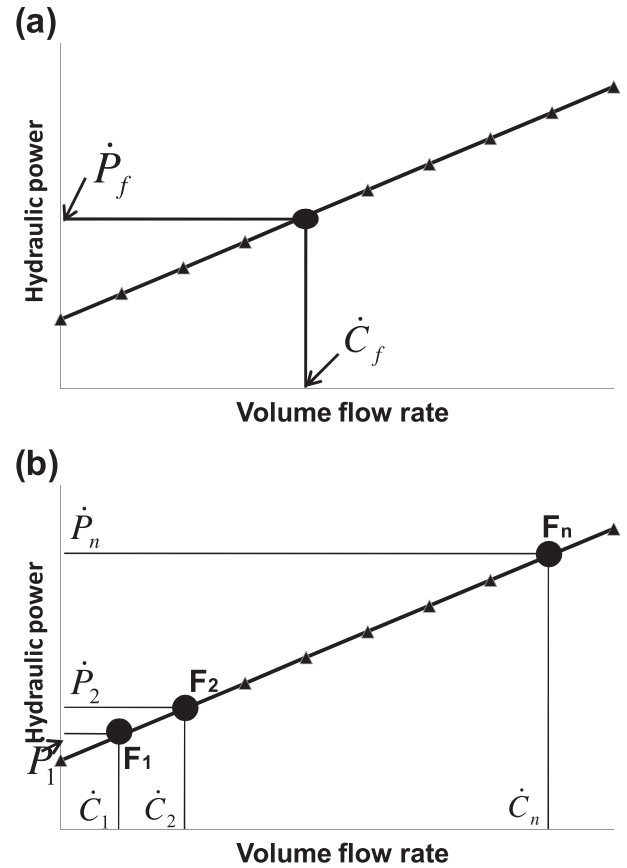 (a)
Hydraulic power
Ṗf
Ċf
Volume flow rate
(b)
Hydraulic power
Ṗn
Fn
Ṗ2
F2
Ṗ1
F1
Ċ1
Ċ2
Ċn
Volume flow rate